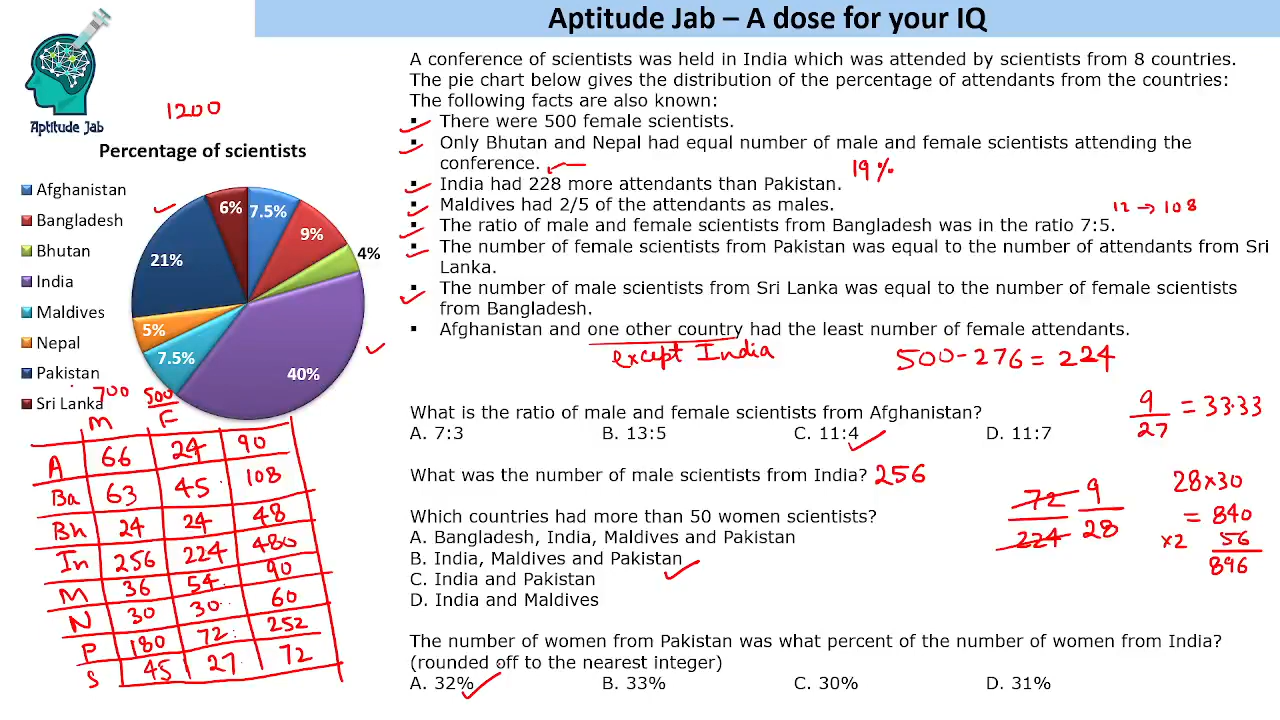 Aptitude Jab – A dose for your IQ
Aptitude Jab
1200
Percentage of scientists
Afghanistan
Bangladesh
Bhutan
India
Maldives
Nepal
Pakistan
Sri Lanka
6%
7.5%
9%
4%
40%
7.5%
5%
21%
A conference of scientists was held in India which was attended by scientists from 8 countries.
The pie chart below gives the distribution of the percentage of attendants from the countries:
The following facts are also known:
▪ There were 500 female scientists.
▪ Only Bhutan and Nepal had equal number of male and female scientists attending the
conference.
19%
▪ India had 228 more attendants than Pakistan.
▪ Maldives had 2/5 of the attendants as males.
12 → 108
▪ The ratio of male and female scientists from Bangladesh was in the ratio 7:5.
▪ The number of female scientists from Pakistan was equal to the number of attendants from Sri
Lanka.
▪ The number of male scientists from Sri Lanka was equal to the number of female scientists
from Bangladesh.
▪ Afghanistan and one other country had the least number of female attendants.
except India
500-276 = 224
What is the ratio of male and female scientists from Afghanistan?
A. 7:3 B. 13:5 C. 11:4 D. 11:7
9/27 = 33.33
What was the number of male scientists from India? 256
Which countries had more than 50 women scientists?
A. Bangladesh, India, Maldives and Pakistan
B. India, Maldives and Pakistan
C. India and Pakistan
D. India and Maldives
72/224 9/28
28×30
= 840
×2 56
896
The number of women from Pakistan was what percent of the number of women from India?
(rounded off to the nearest integer)
A. 32% B. 33% C. 30% D. 31%
700 500
M F
A 66 24 90
Ba 63 45 108
Bh 24 24 48
In 256 224 480
M 36 54 90
N 30 30 60
P 180 72 252
S 45 27 72